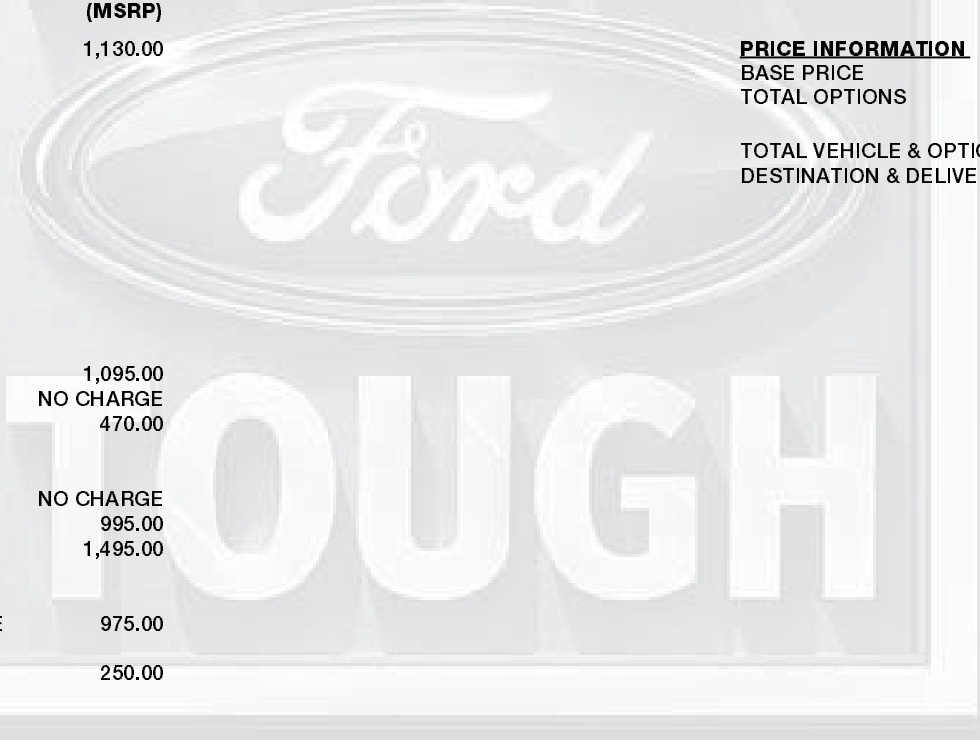 (MSRP)
1,130.00
PRICE INFORMATION
BASE PRICE
TOTAL OPTIONS
TOTAL VEHICLE & OPTIO
DESTINATION & DELIVE
Ford
1,095.00
NO CHARGE
470.00
TOUGH
NO CHARGE
995.00
1,495.00
E 975.00
250.00